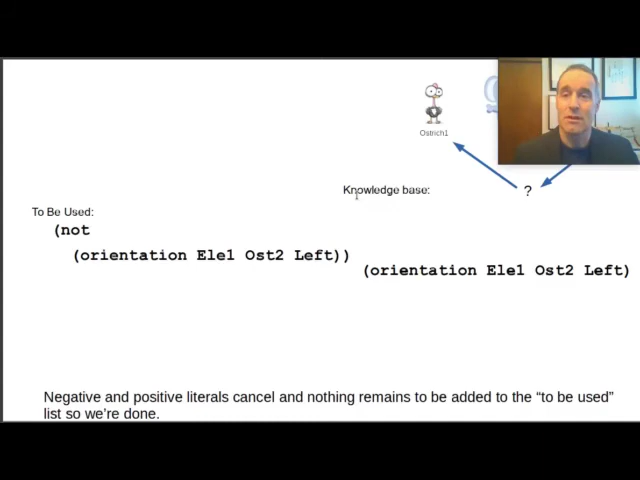 Ostrich1
Knowledge base:
?
To Be Used:
(not
(orientation Ele1 Ost2 Left))
(orientation Ele1 Ost2 Left)
Negative and positive literals cancel and nothing remains to be added to the “to be used”
list so we’re done.